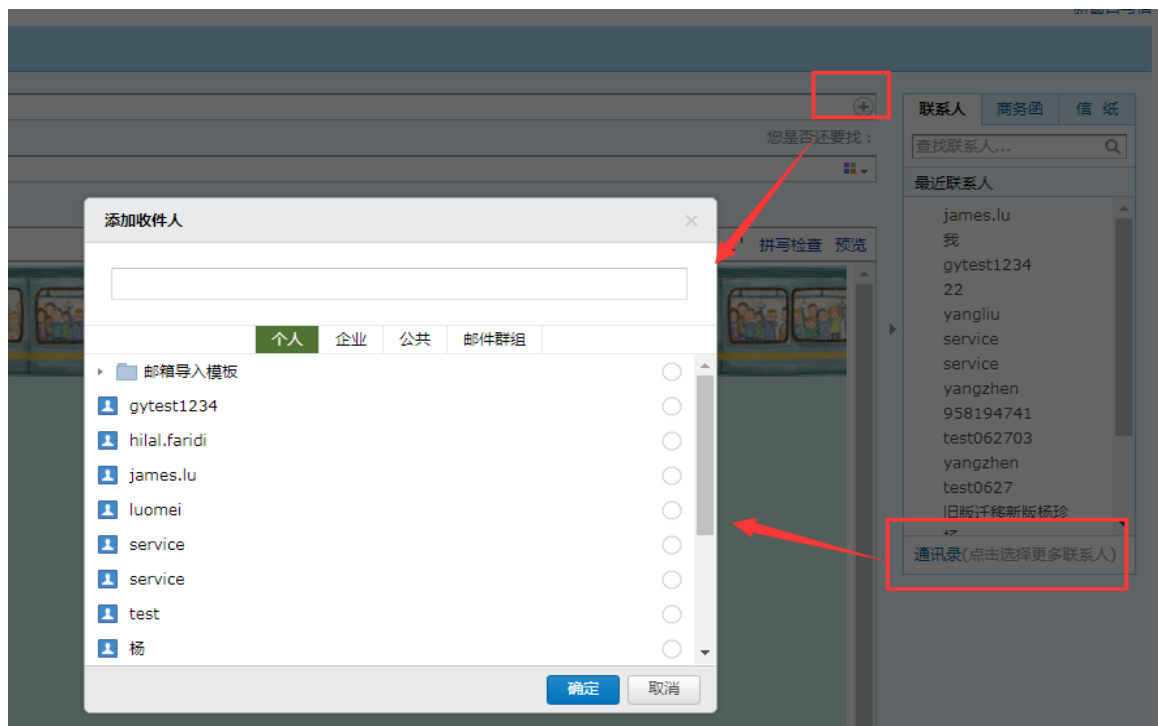 您是否还要找：
联系人 商务函 信 纸
查找联系人...
最近联系人
james.lu
我
gytest1234
22
yangliu
service
service
yangzhen
958194741
test062703
yangzhen
test0627
旧版迁移新版杨珍
通讯录(点击选择更多联系人)
拼写检查 预览
添加收件人
个人 企业 公共 邮件群组
邮箱导入模板
gytest1234
hilal.faridi
james.lu
luomei
service
service
test
杨
确定 取消